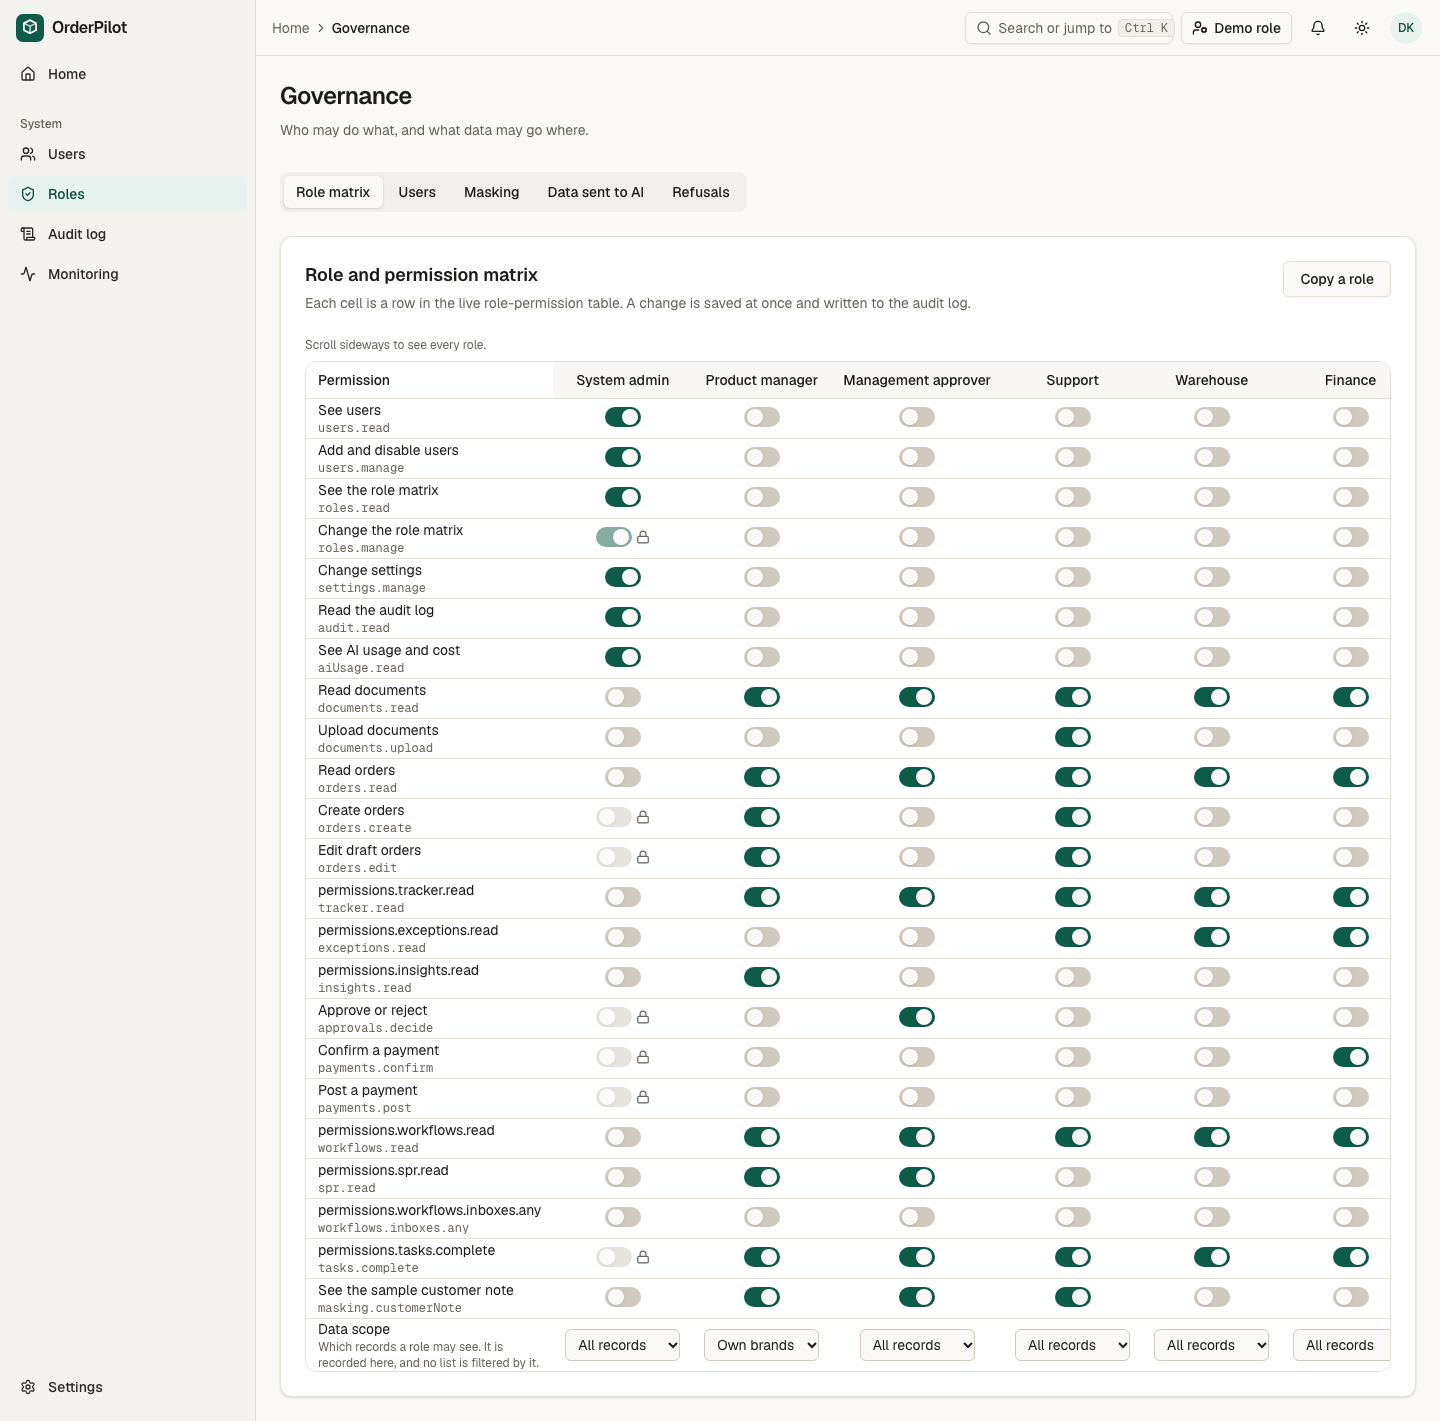 OrderPilot
Home
System
Users
Roles
Audit log
Monitoring
Settings
Home > Governance
Search or jump to Ctrl K
Demo role
DK
Governance
Who may do what, and what data may go where.
Role matrix Users Masking Data sent to AI Refusals
Role and permission matrix
Copy a role
Each cell is a row in the live role-permission table. A change is saved at once and written to the audit log.
Scroll sideways to see every role.
Permission System admin Product manager Management approver Support Warehouse Finance
See users
users.read
Add and disable users
users.manage
See the role matrix
roles.read
Change the role matrix
roles.manage
Change settings
settings.manage
Read the audit log
audit.read
See AI usage and cost
aiUsage.read
Read documents
documents.read
Upload documents
documents.upload
Read orders
orders.read
Create orders
orders.create
Edit draft orders
orders.edit
permissions.tracker.read
tracker.read
permissions.exceptions.read
exceptions.read
permissions.insights.read
insights.read
Approve or reject
approvals.decide
Confirm a payment
payments.confirm
Post a payment
payments.post
permissions.workflows.read
workflows.read
permissions.spr.read
spr.read
permissions.workflows.inboxes.any
workflows.inboxes.any
permissions.tasks.complete
tasks.complete
See the sample customer note
masking.customerNote
Data scope
Which records a role may see. It is
recorded here, and no list is filtered by it.
All records Own brands All records All records All records All records